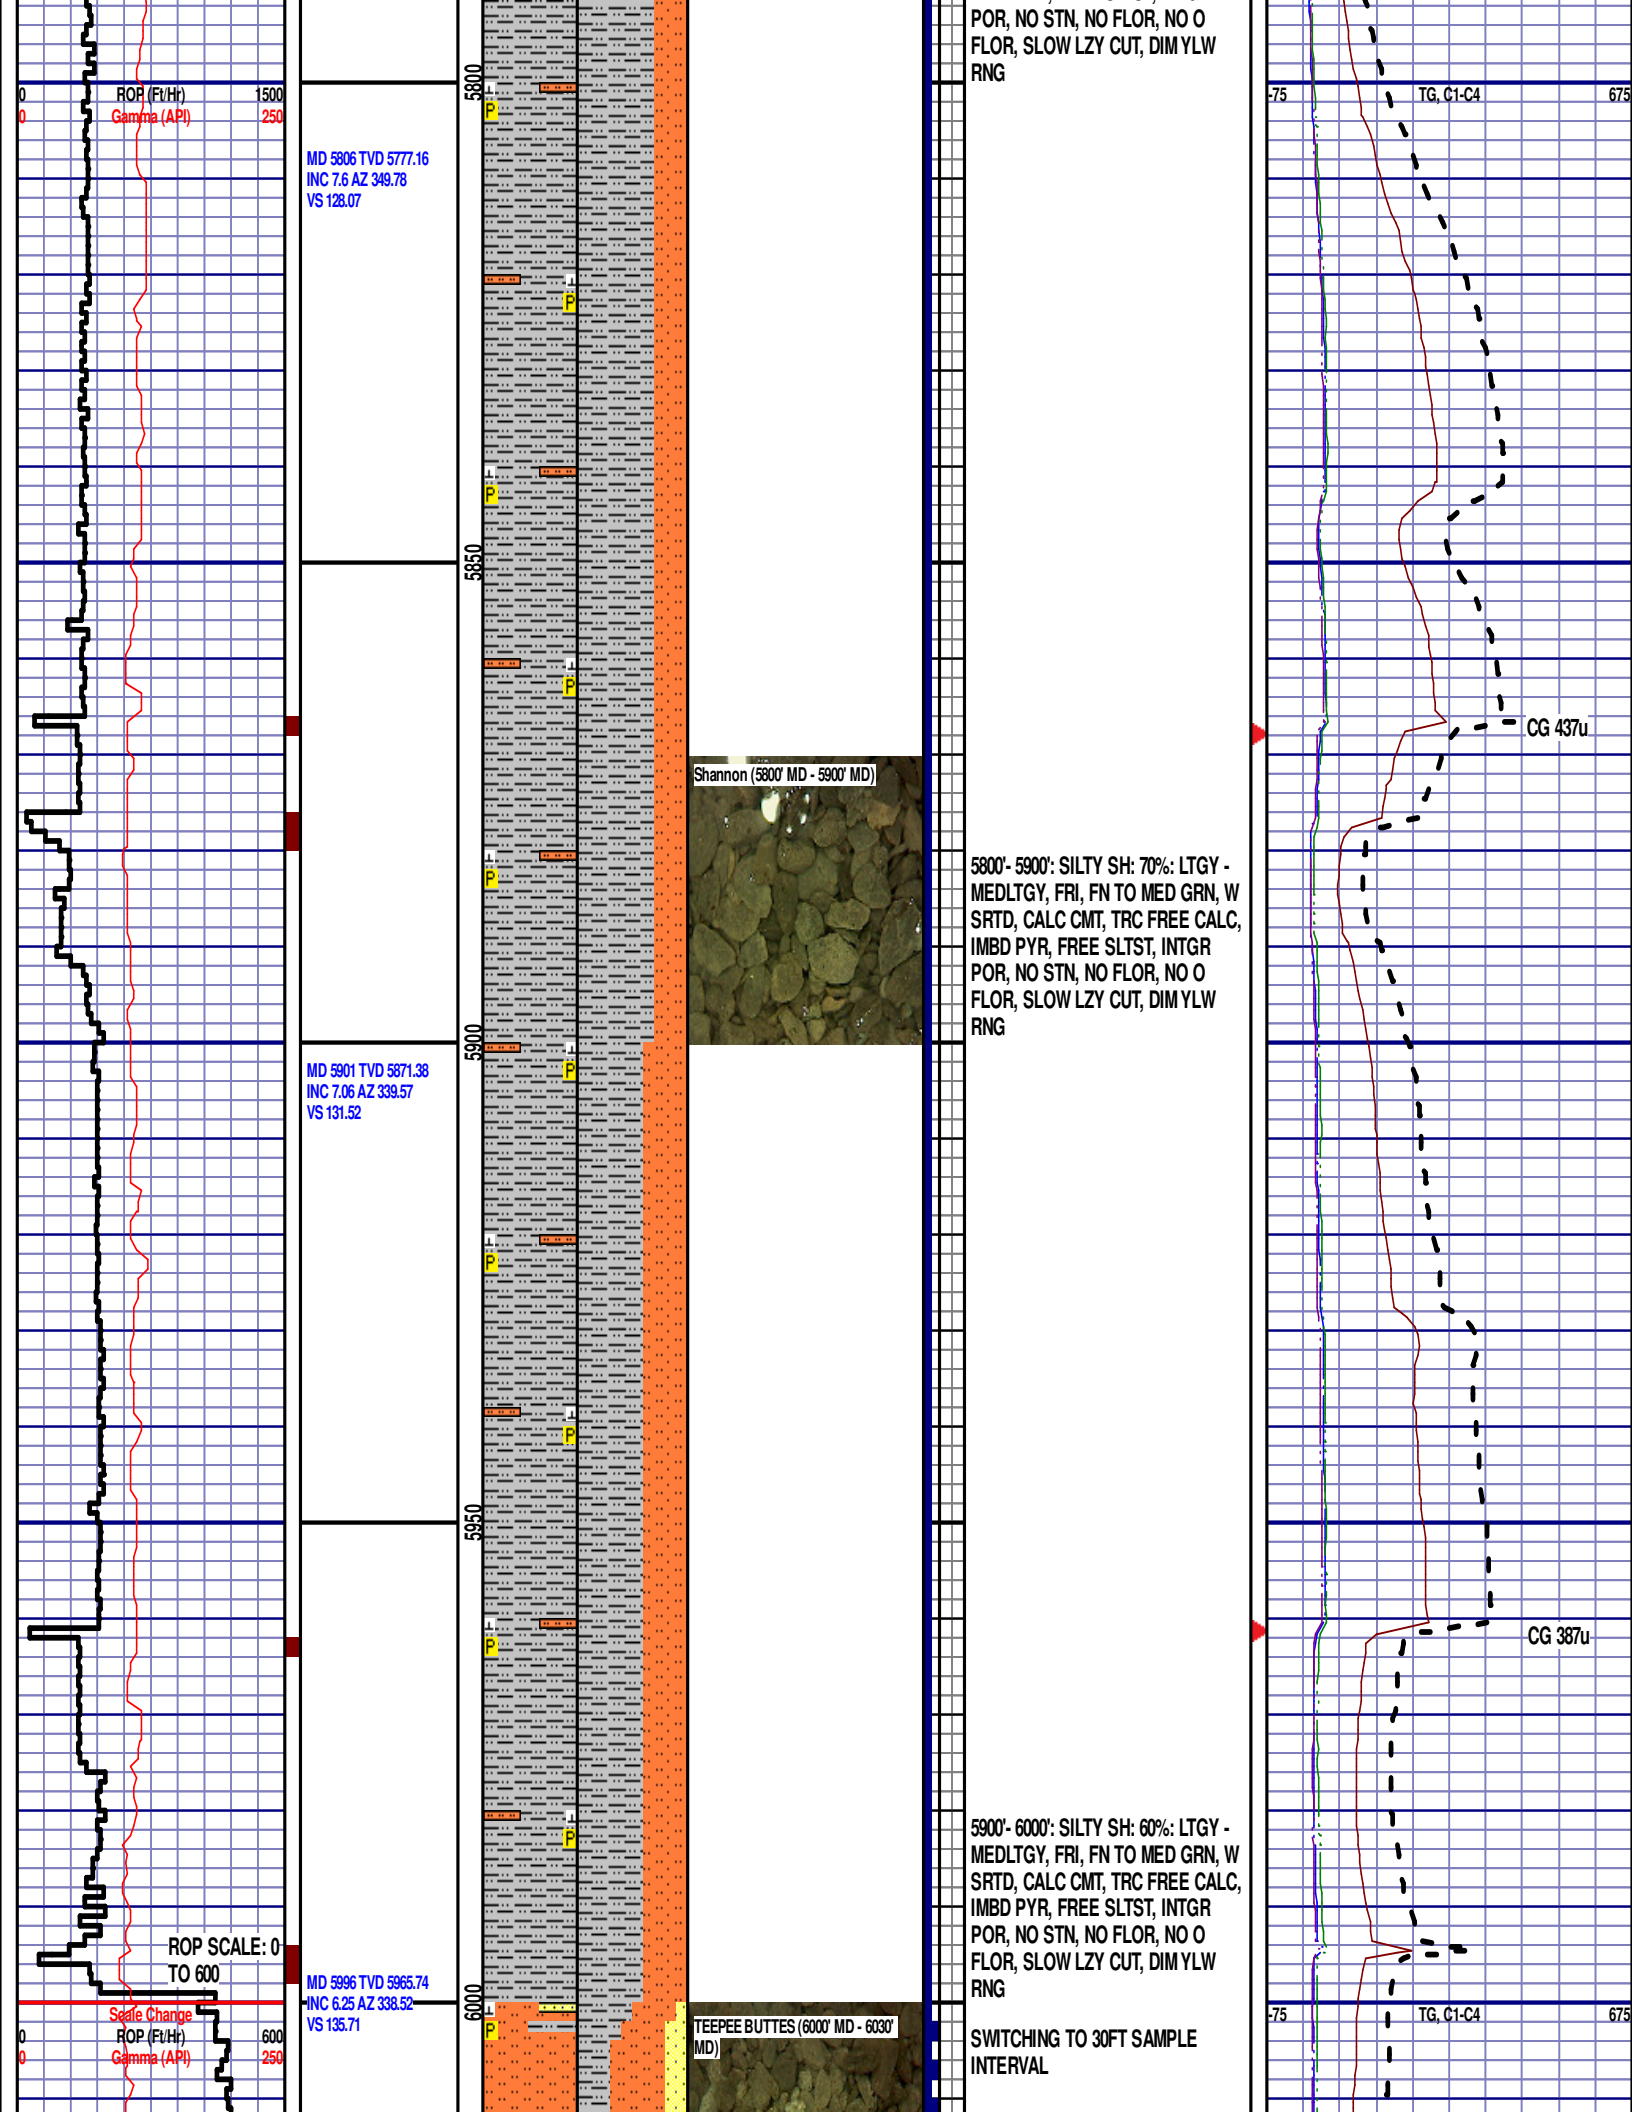 POR, NO STN, NO FLOR, NO O
FLOR, SLOW LZY CUT, DIM YLW
RNG
5800
0 ROP (Ft/Hr) 1500
0 Gamma (API) 250
-75 TG, C1-C4 675
P
MD 5806 TVD 5777.16
INC 7.6 AZ 349.78
VS 128.07
P
P
5850
P
CG 437u
Shannon (5800' MD - 5900' MD)
P
5800'- 5900': SILTY SH: 70%: LTGY -
MEDLTGY, FRI, FN TO MED GRN, W
SRTD, CALC CMT, TRC FREE CALC,
IMBD PYR, FREE SLTST, INTGR
POR, NO STN, NO FLOR, NO O
FLOR, SLOW LZY CUT, DIM YLW
RNG
5900
P
MD 5901 TVD 5871.38
INC 7.06 AZ 339.57
VS 131.52
P
P
5950
P
CG 387u
P
5900'- 6000': SILTY SH: 60%: LTGY -
MEDLTGY, FRI, FN TO MED GRN, W
SRTD, CALC CMT, TRC FREE CALC,
IMBD PYR, FREE SLTST, INTGR
POR, NO STN, NO FLOR, NO O
FLOR, SLOW LZY CUT, DIM YLW
RNG
ROP SCALE: 0
TO 600
MD 5996 TVD 5965.74
INC 6.25 AZ 338.52
VS 135.71
6000
Scale Change
0 ROP (Ft/Hr) 600
0 Gamma (API) 250
P
TEEPEE BUTTES (6000' MD - 6030'
MD)
SWITCHING TO 30FT SAMPLE
INTERVAL
-75 TG, C1-C4 675